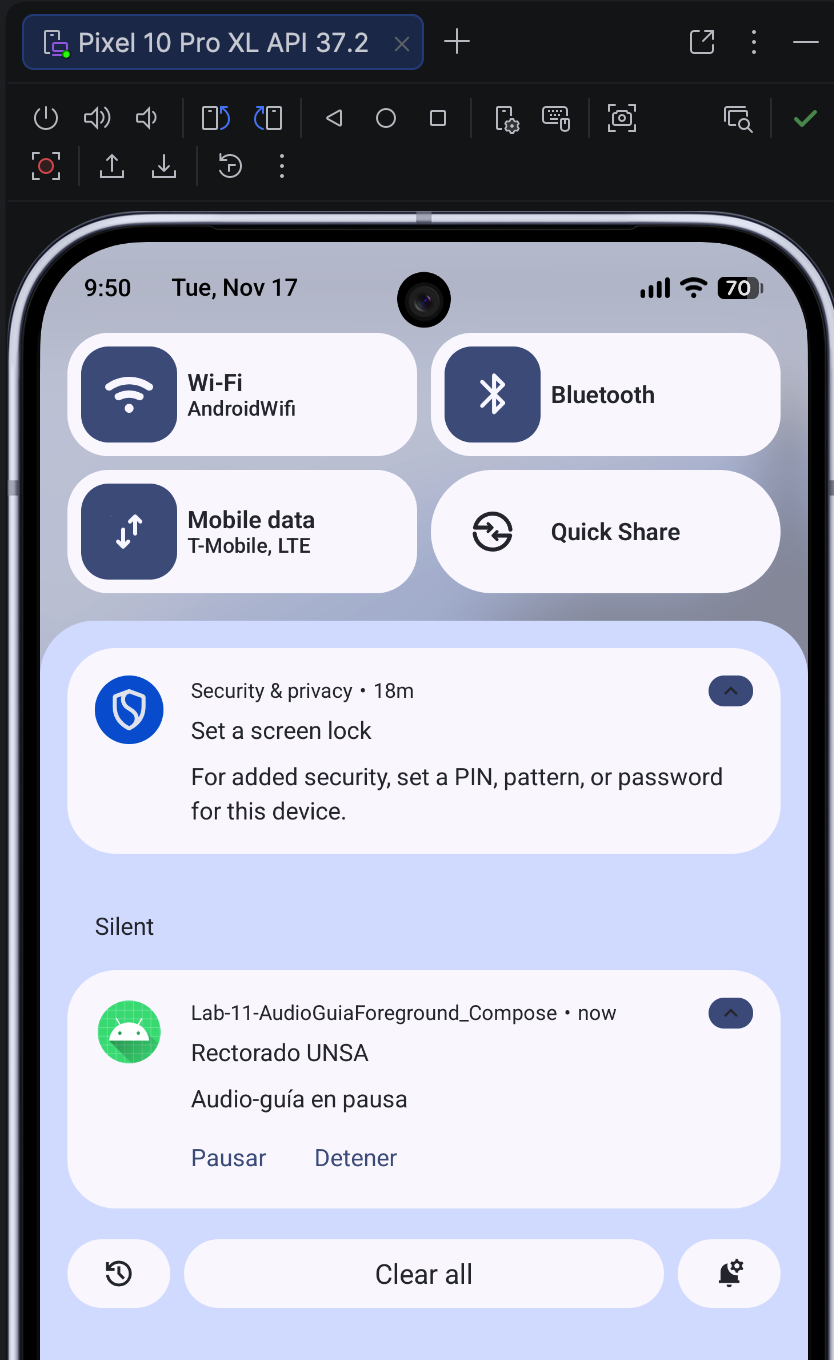 Pixel 10 Pro XL API 37.2
9:50 Tue, Nov 17
70
Wi-Fi
AndroidWifi
Bluetooth
Mobile data
T-Mobile, LTE
Quick Share
Security & privacy • 18m
Set a screen lock
For added security, set a PIN, pattern, or password
for this device.
Silent
Lab-11-AudioGuiaForeground_Compose • now
Rectorado UNSA
Audio-guía en pausa
Pausar Detener
Clear all